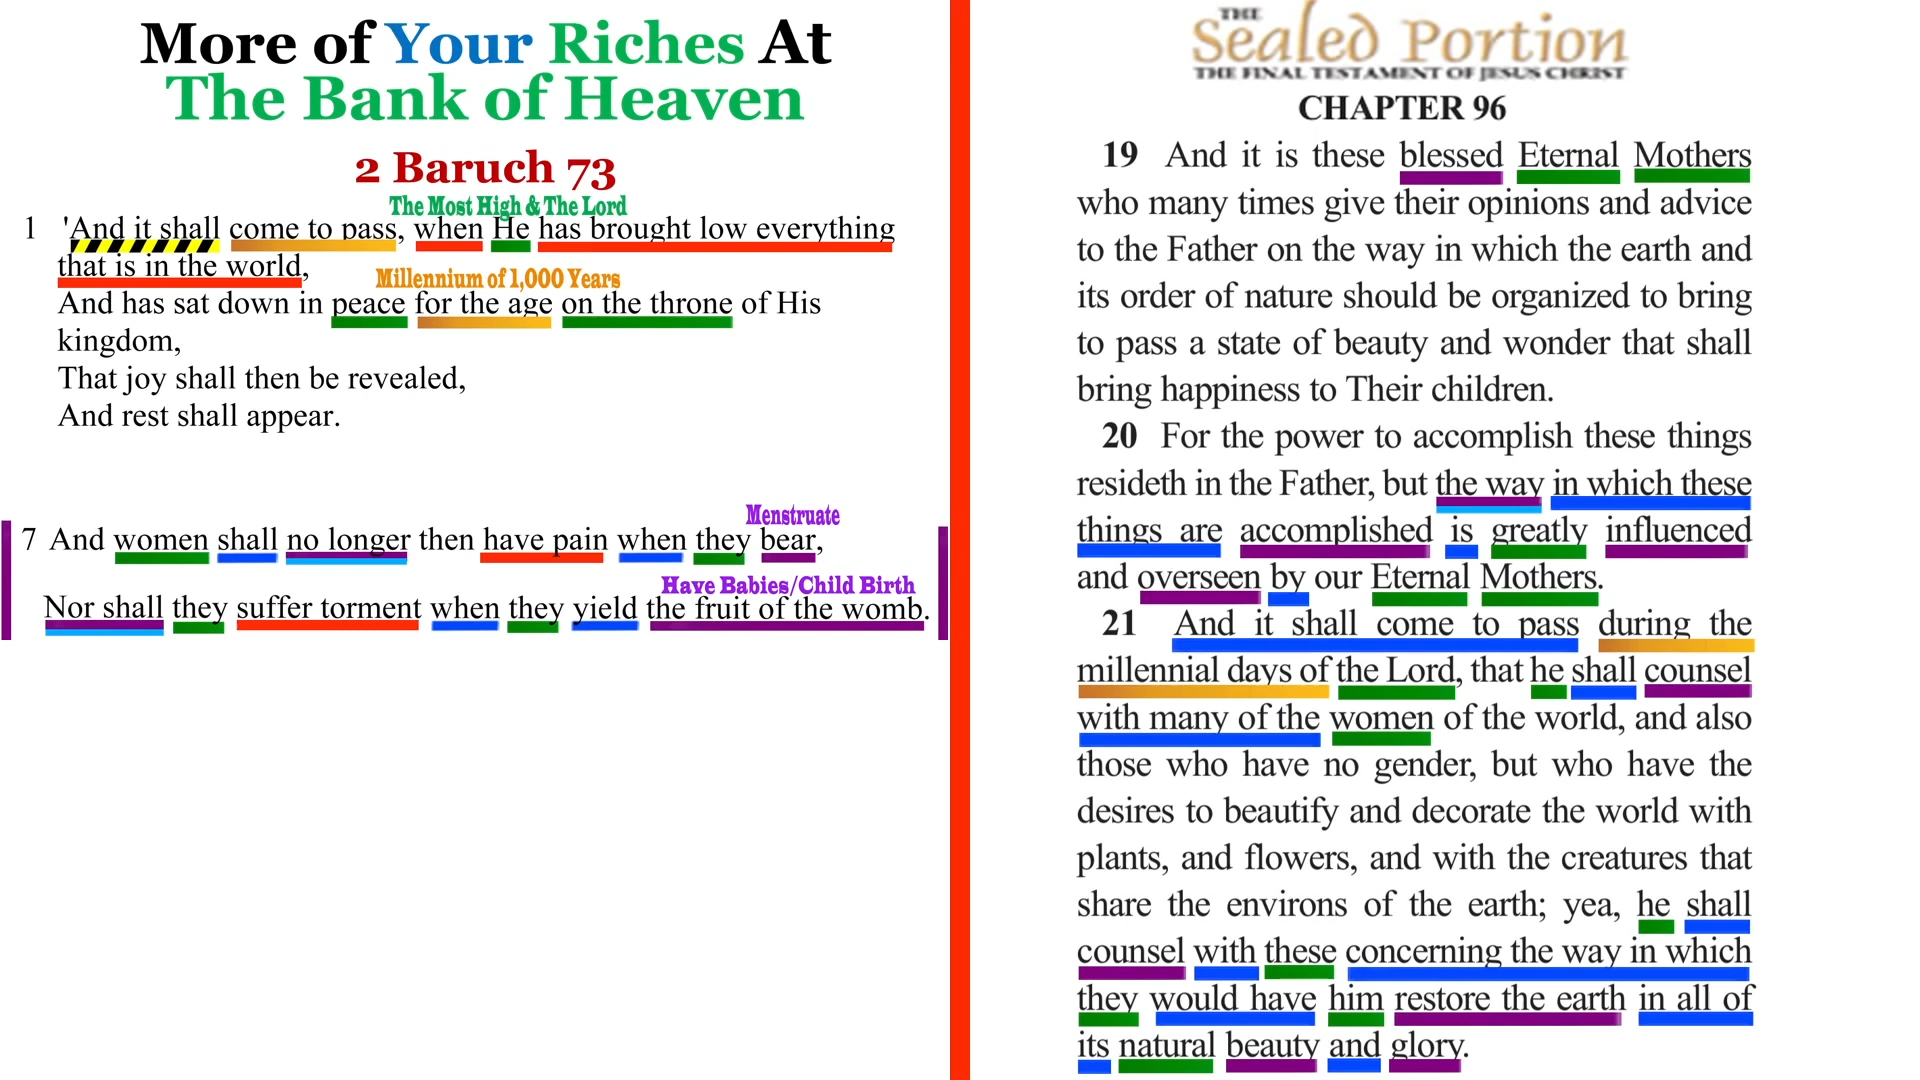 More of Your Riches At
The Bank of Heaven
2 Baruch 73
The Most High & The Lord
1 'And it shall come to pass, when He has brought low everything
that is in the world,
Millennium of 1,000 Years
And has sat down in peace for the age on the throne of His
kingdom,
That joy shall then be revealed,
And rest shall appear.
Menstruate
7 And women shall no longer then have pain when they bear,
Have Babies/Child Birth
Nor shall they suffer torment when they yield the fruit of the womb.
THE
Sealed Portion
THE FINAL TESTAMENT OF JESUS CHRIST
CHAPTER 96
19 And it is these blessed Eternal Mothers
who many times give their opinions and advice
to the Father on the way in which the earth and
its order of nature should be organized to bring
to pass a state of beauty and wonder that shall
bring happiness to Their children.
20 For the power to accomplish these things
resideth in the Father, but the way in which these
things are accomplished is greatly influenced
and overseen by our Eternal Mothers.
21 And it shall come to pass during the
millennial days of the Lord, that he shall counsel
with many of the women of the world, and also
those who have no gender, but who have the
desires to beautify and decorate the world with
plants, and flowers, and with the creatures that
share the environs of the earth; yea, he shall
counsel with these concerning the way in which
they would have him restore the earth in all of
its natural beauty and glory.